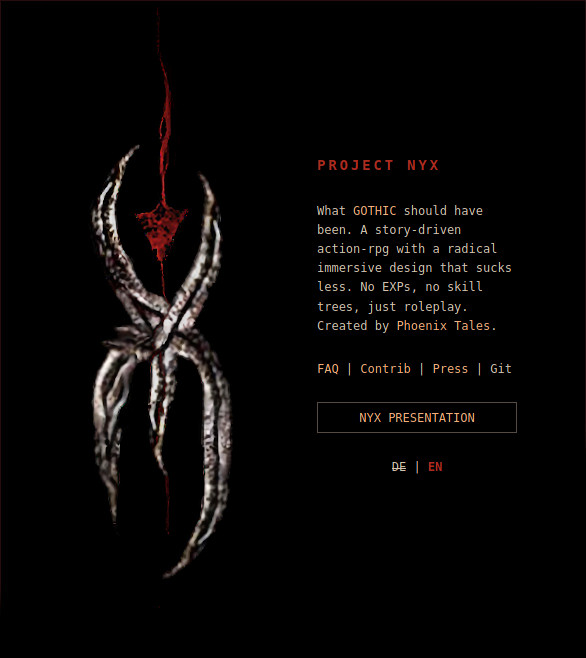 PROJECT NYX
What GOTHIC should have
been. A story-driven
action-rpg with a radical
immersive design that sucks
less. No EXPs, no skill
trees, just roleplay.
Created by Phoenix Tales.
FAQ | Contrib | Press | Git
NYX PRESENTATION
DE | EN